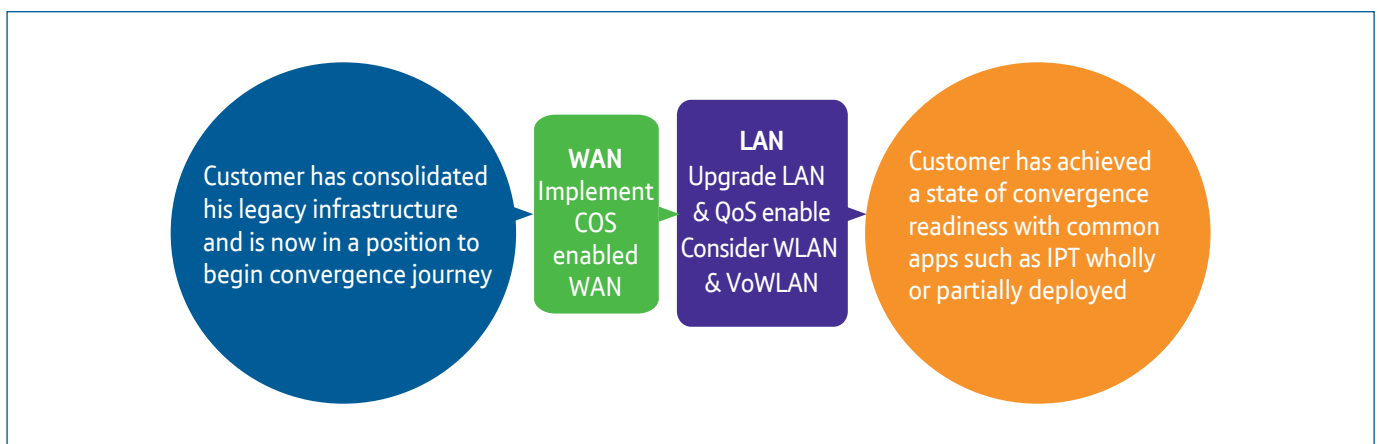 Customer has consolidated
his legacy infrastructure
and is now in a position to
begin convergence journey
WAN
Implement
COS
enabled
WAN
LAN
Upgrade LAN
& QoS enable
Consider WLAN
& VoWLAN
Customer has achieved
a state of convergence
readiness with common
apps such as IPT wholly
or partially deployed